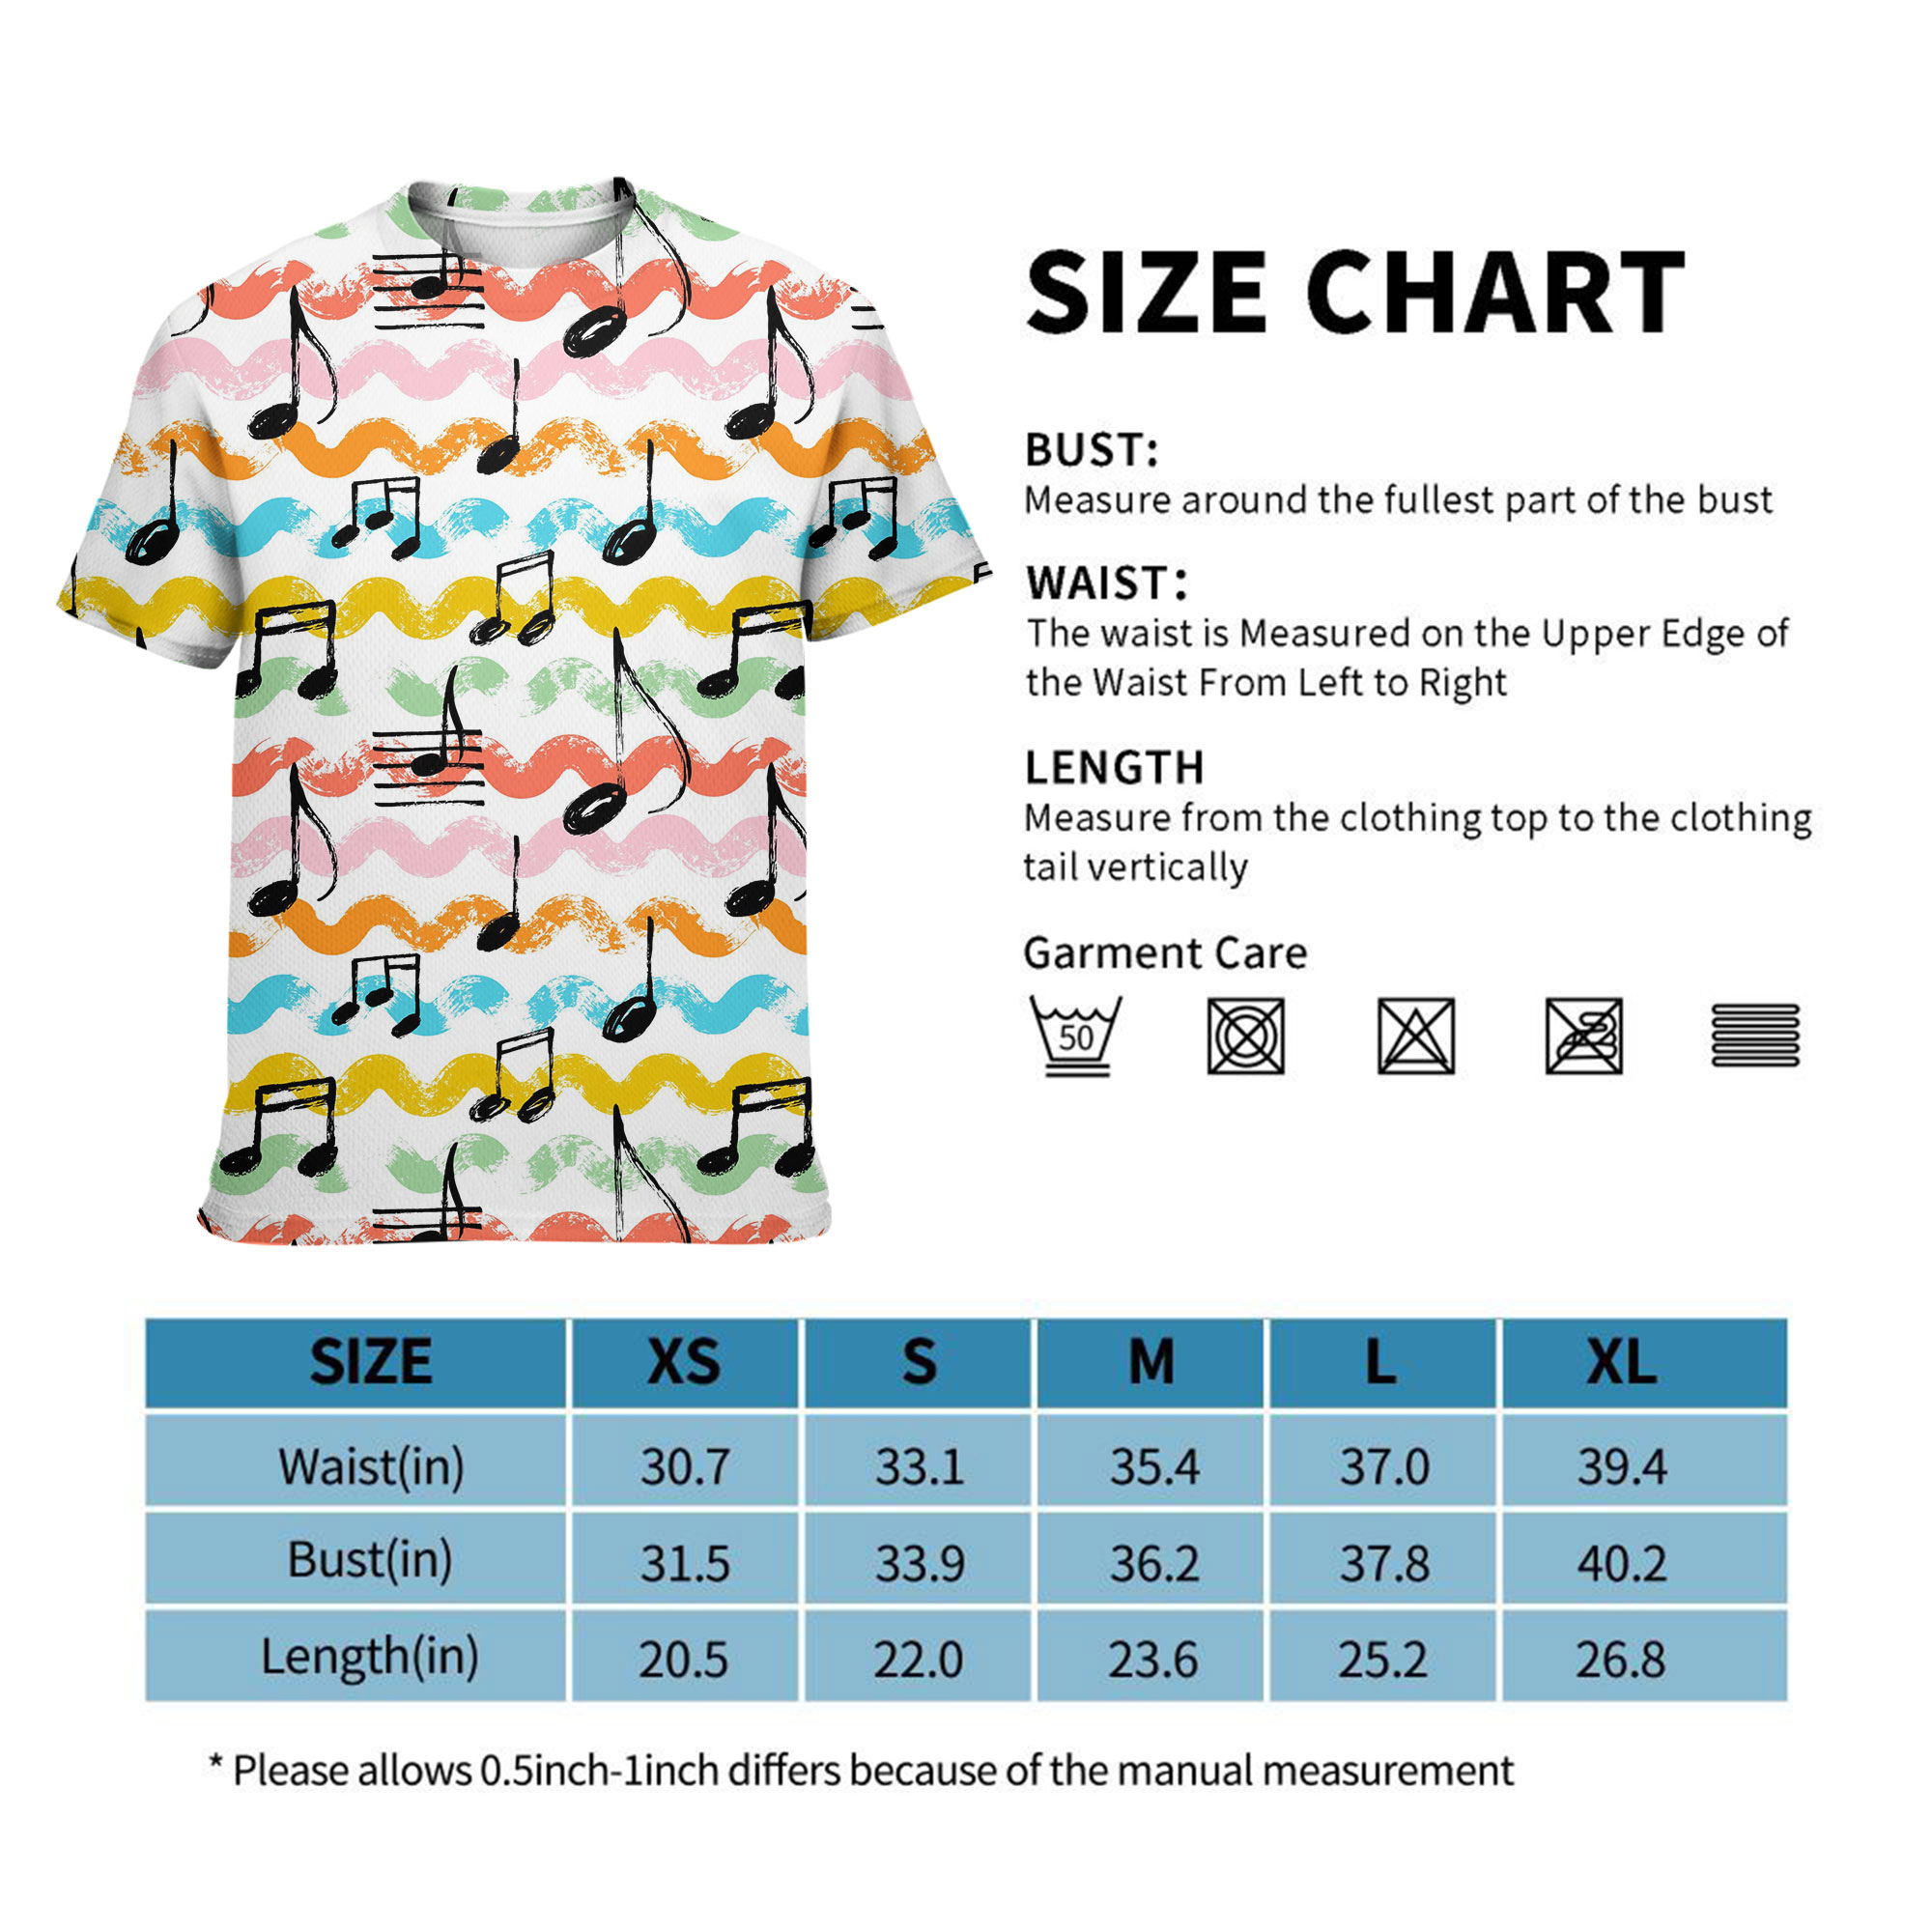 SIZE CHART
BUST:
Measure around the fullest part of the bust
WAIST:
The waist is Measured on the Upper Edge of
the Waist From Left to Right
LENGTH
Measure from the clothing top to the clothing
tail vertically
Garment Care
50
SIZE XS S M L XL
Waist(in) 30.7 33.1 35.4 37.0 39.4
Bust(in) 31.5 33.9 36.2 37.8 40.2
Length(in) 20.5 22.0 23.6 25.2 26.8
* Please allows 0.5inch-1inch differs because of the manual measurement